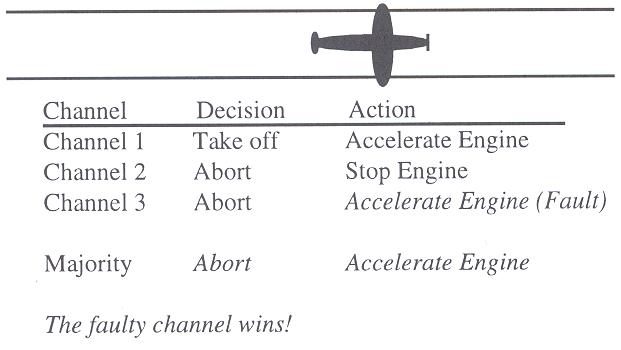 Channel Decision Action
Channel 1 Take off Accelerate Engine
Channel 2 Abort Stop Engine
Channel 3 Abort Accelerate Engine (Fault)
Majority Abort Accelerate Engine
The faulty channel wins!